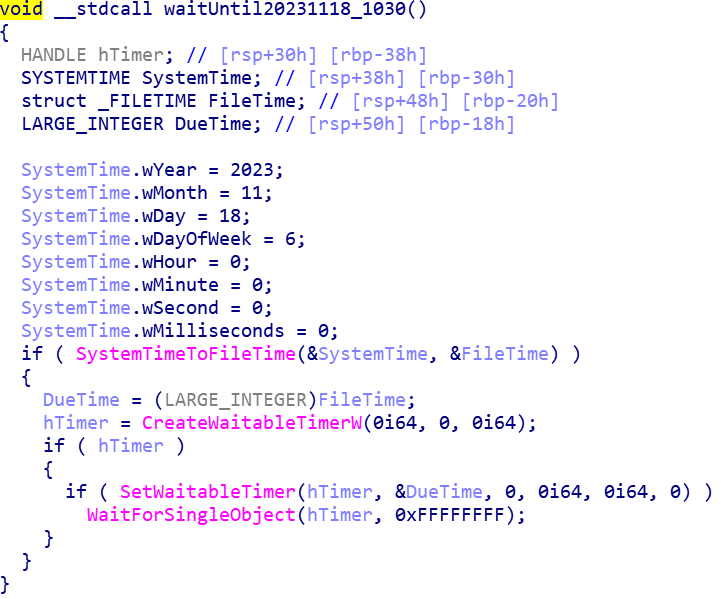 void __stdcall waitUntil20231118_1030()
{
  HANDLE hTimer; // [rsp+30h] [rbp-38h]
  SYSTEMTIME SystemTime; // [rsp+38h] [rbp-30h]
  struct _FILETIME FileTime; // [rsp+48h] [rbp-20h]
  LARGE_INTEGER DueTime; // [rsp+50h] [rbp-18h]

  SystemTime.wYear = 2023;
  SystemTime.wMonth = 11;
  SystemTime.wDay = 18;
  SystemTime.wDayOfWeek = 6;
  SystemTime.wHour = 0;
  SystemTime.wMinute = 0;
  SystemTime.wSecond = 0;
  SystemTime.wMilliseconds = 0;
  if ( SystemTimeToFileTime(&SystemTime, &FileTime) )
  {
    DueTime = (LARGE_INTEGER)FileTime;
    hTimer = CreateWaitableTimerW(0i64, 0, 0i64);
    if ( hTimer )
    {
      if ( SetWaitableTimer(hTimer, &DueTime, 0, 0i64, 0i64, 0) )
        WaitForSingleObject(hTimer, 0xFFFFFFFF);
    }
  }
}